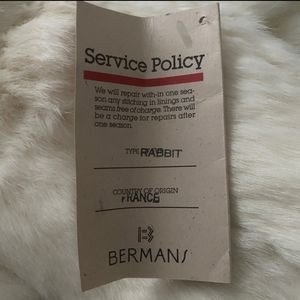 Service Policy
We will repair with-in one sea-
son any stitching in linings and
seams free of charge. There will
be a charge for repairs after
one season.
TYPE RABBIT
COUNTRY OF ORIGIN
FRANCE
B
BERMANS